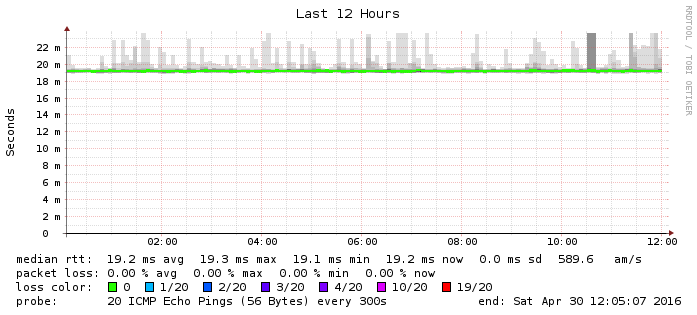 Last 12 Hours
RRDTOOL / TOBI OETIKER
Seconds
22 m
20 m
18 m
16 m
14 m
12 m
10 m
8 m
6 m
4 m
2 m
0
02:00 04:00 06:00 08:00 10:00 12:00
median rtt: 19.2 ms avg 19.3 ms max 19.1 ms min 19.2 ms now 0.0 ms sd 589.6 am/s
packet loss: 0.00 % avg 0.00 % max 0.00 % min 0.00 % now
loss color: 0 1/20 2/20 3/20 4/20 10/20 19/20
probe: 20 ICMP Echo Pings (56 Bytes) every 300s end: Sat Apr 30 12:05:07 2016